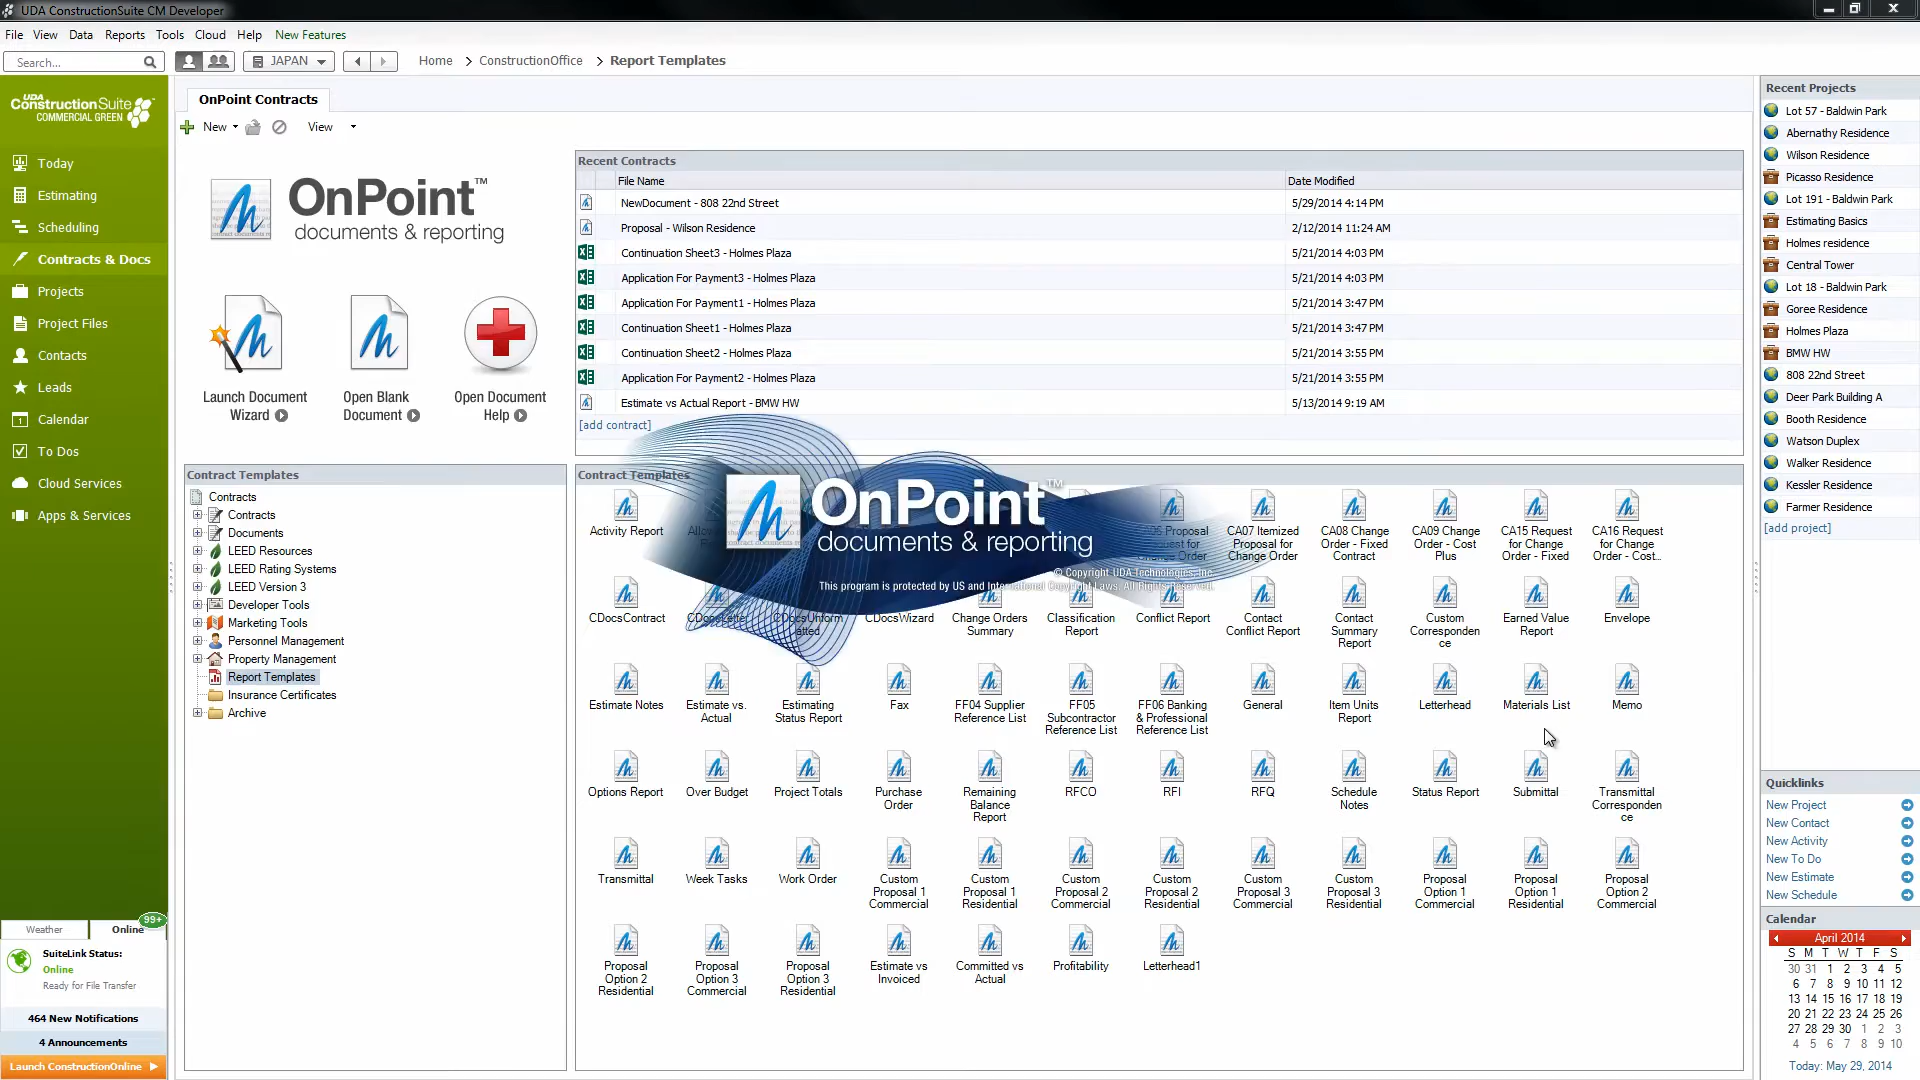 UDA ConstructionSuite CM Developer
File View Data Reports Tools Cloud Help New Features
Search...
JAPAN
Home
ConstructionOffice
Report Templates
UDA
ConstructionSuite
COMMERCIAL GREEN
Today
Estimating
Scheduling
Contracts & Docs
Projects
Project Files
Contacts
Leads
1 Calendar
To Dos
Cloud Services
Apps & Services
Weather
Online
99+
SuiteLink Status:
Online
Ready for File Transfer
464 New Notifications
4 Announcements
Launch ConstructionOnline
OnPoint Contracts
New
View
OnPoint™
documents & reporting
Launch Document
Wizard
Open Blank
Document
Open Document
Help
Recent Contracts
File Name Date Modified
NewDocument - 808 22nd Street 5/29/2014 4:14 PM
Proposal - Wilson Residence 2/12/2014 11:24 AM
Continuation Sheet3 - Holmes Plaza 5/21/2014 4:03 PM
Application For Payment3 - Holmes Plaza 5/21/2014 4:03 PM
Application For Payment1 - Holmes Plaza 5/21/2014 3:47 PM
Continuation Sheet1 - Holmes Plaza 5/21/2014 3:47 PM
Continuation Sheet2 - Holmes Plaza 5/21/2014 3:55 PM
Application For Payment2 - Holmes Plaza 5/21/2014 3:55 PM
Estimate vs Actual Report - BMW HW 5/13/2014 9:19 AM
[add contract]
Contract Templates
Contracts
Contracts
Documents
LEED Resources
LEED Rating Systems
LEED Version 3
Developer Tools
Marketing Tools
Personnel Management
Property Management
Report Templates
Insurance Certificates
Archive
Contract Templates
OnPoint™
documents & reporting
© Copyright UDA Technologies, Inc.
This program is protected by US and International Copyright Laws. All Rights Reserved.
Activity Report
Proposal
Request for
Change Order
CA07 Itemized
Proposal for
Change Order
CA08 Change
Order - Fixed
Contract
CA09 Change
Order - Cost
Plus
CA15 Request
for Change
Order - Fixed
CA16 Request
for Change
Order - Cost...
CDocsContract
CDocsLetter
CDocsUnform
atted
CDocsWizard
Change Orders
Summary
Classification
Report
Conflict Report
Contact
Conflict Report
Contact
Summary
Report
Custom
Corresponden
ce
Earned Value
Report
Envelope
Estimate Notes
Estimate vs.
Actual
Estimating
Status Report
Fax
FF04 Supplier
Reference List
FF05
Subcontractor
Reference List
FF06 Banking
& Professional
Reference List
General
Item Units
Report
Letterhead
Materials List
Memo
Options Report
Over Budget
Project Totals
Purchase
Order
Remaining
Balance
Report
RFCO
RFI
RFQ
Schedule
Notes
Status Report
Submittal
Transmittal
Corresponden
ce
Transmittal
Week Tasks
Work Order
Custom
Proposal 1
Commercial
Custom
Proposal 1
Residential
Custom
Proposal 2
Commercial
Custom
Proposal 2
Residential
Custom
Proposal 3
Commercial
Custom
Proposal 3
Residential
Proposal
Option 1
Commercial
Proposal
Option 1
Residential
Proposal
Option 2
Commercial
Proposal
Option 2
Residential
Proposal
Option 3
Commercial
Proposal
Option 3
Residential
Estimate vs
Invoiced
Committed vs
Actual
Profitability
Letterhead1
Recent Projects
Lot 57 - Baldwin Park
Abernathy Residence
Wilson Residence
Picasso Residence
Lot 191 - Baldwin Park
Estimating Basics
Holmes residence
Central Tower
Lot 18 - Baldwin Park
Goree Residence
Holmes Plaza
BMW HW
808 22nd Street
Deer Park Building A
Booth Residence
Watson Duplex
Walker Residence
Kessler Residence
Farmer Residence
[add project]
Quicklinks
New Project
New Contact
New Activity
New To Do
New Estimate
New Schedule
Calendar
April 2014
S M T W T F S
30 31 1 2 3 4 5
6 7 8 9 10 11 12
13 14 15 16 17 18 19
20 21 22 23 24 25 26
27 28 29 30 1 2 3
4 5 6 7 8 9 10
Today: May 29, 2014